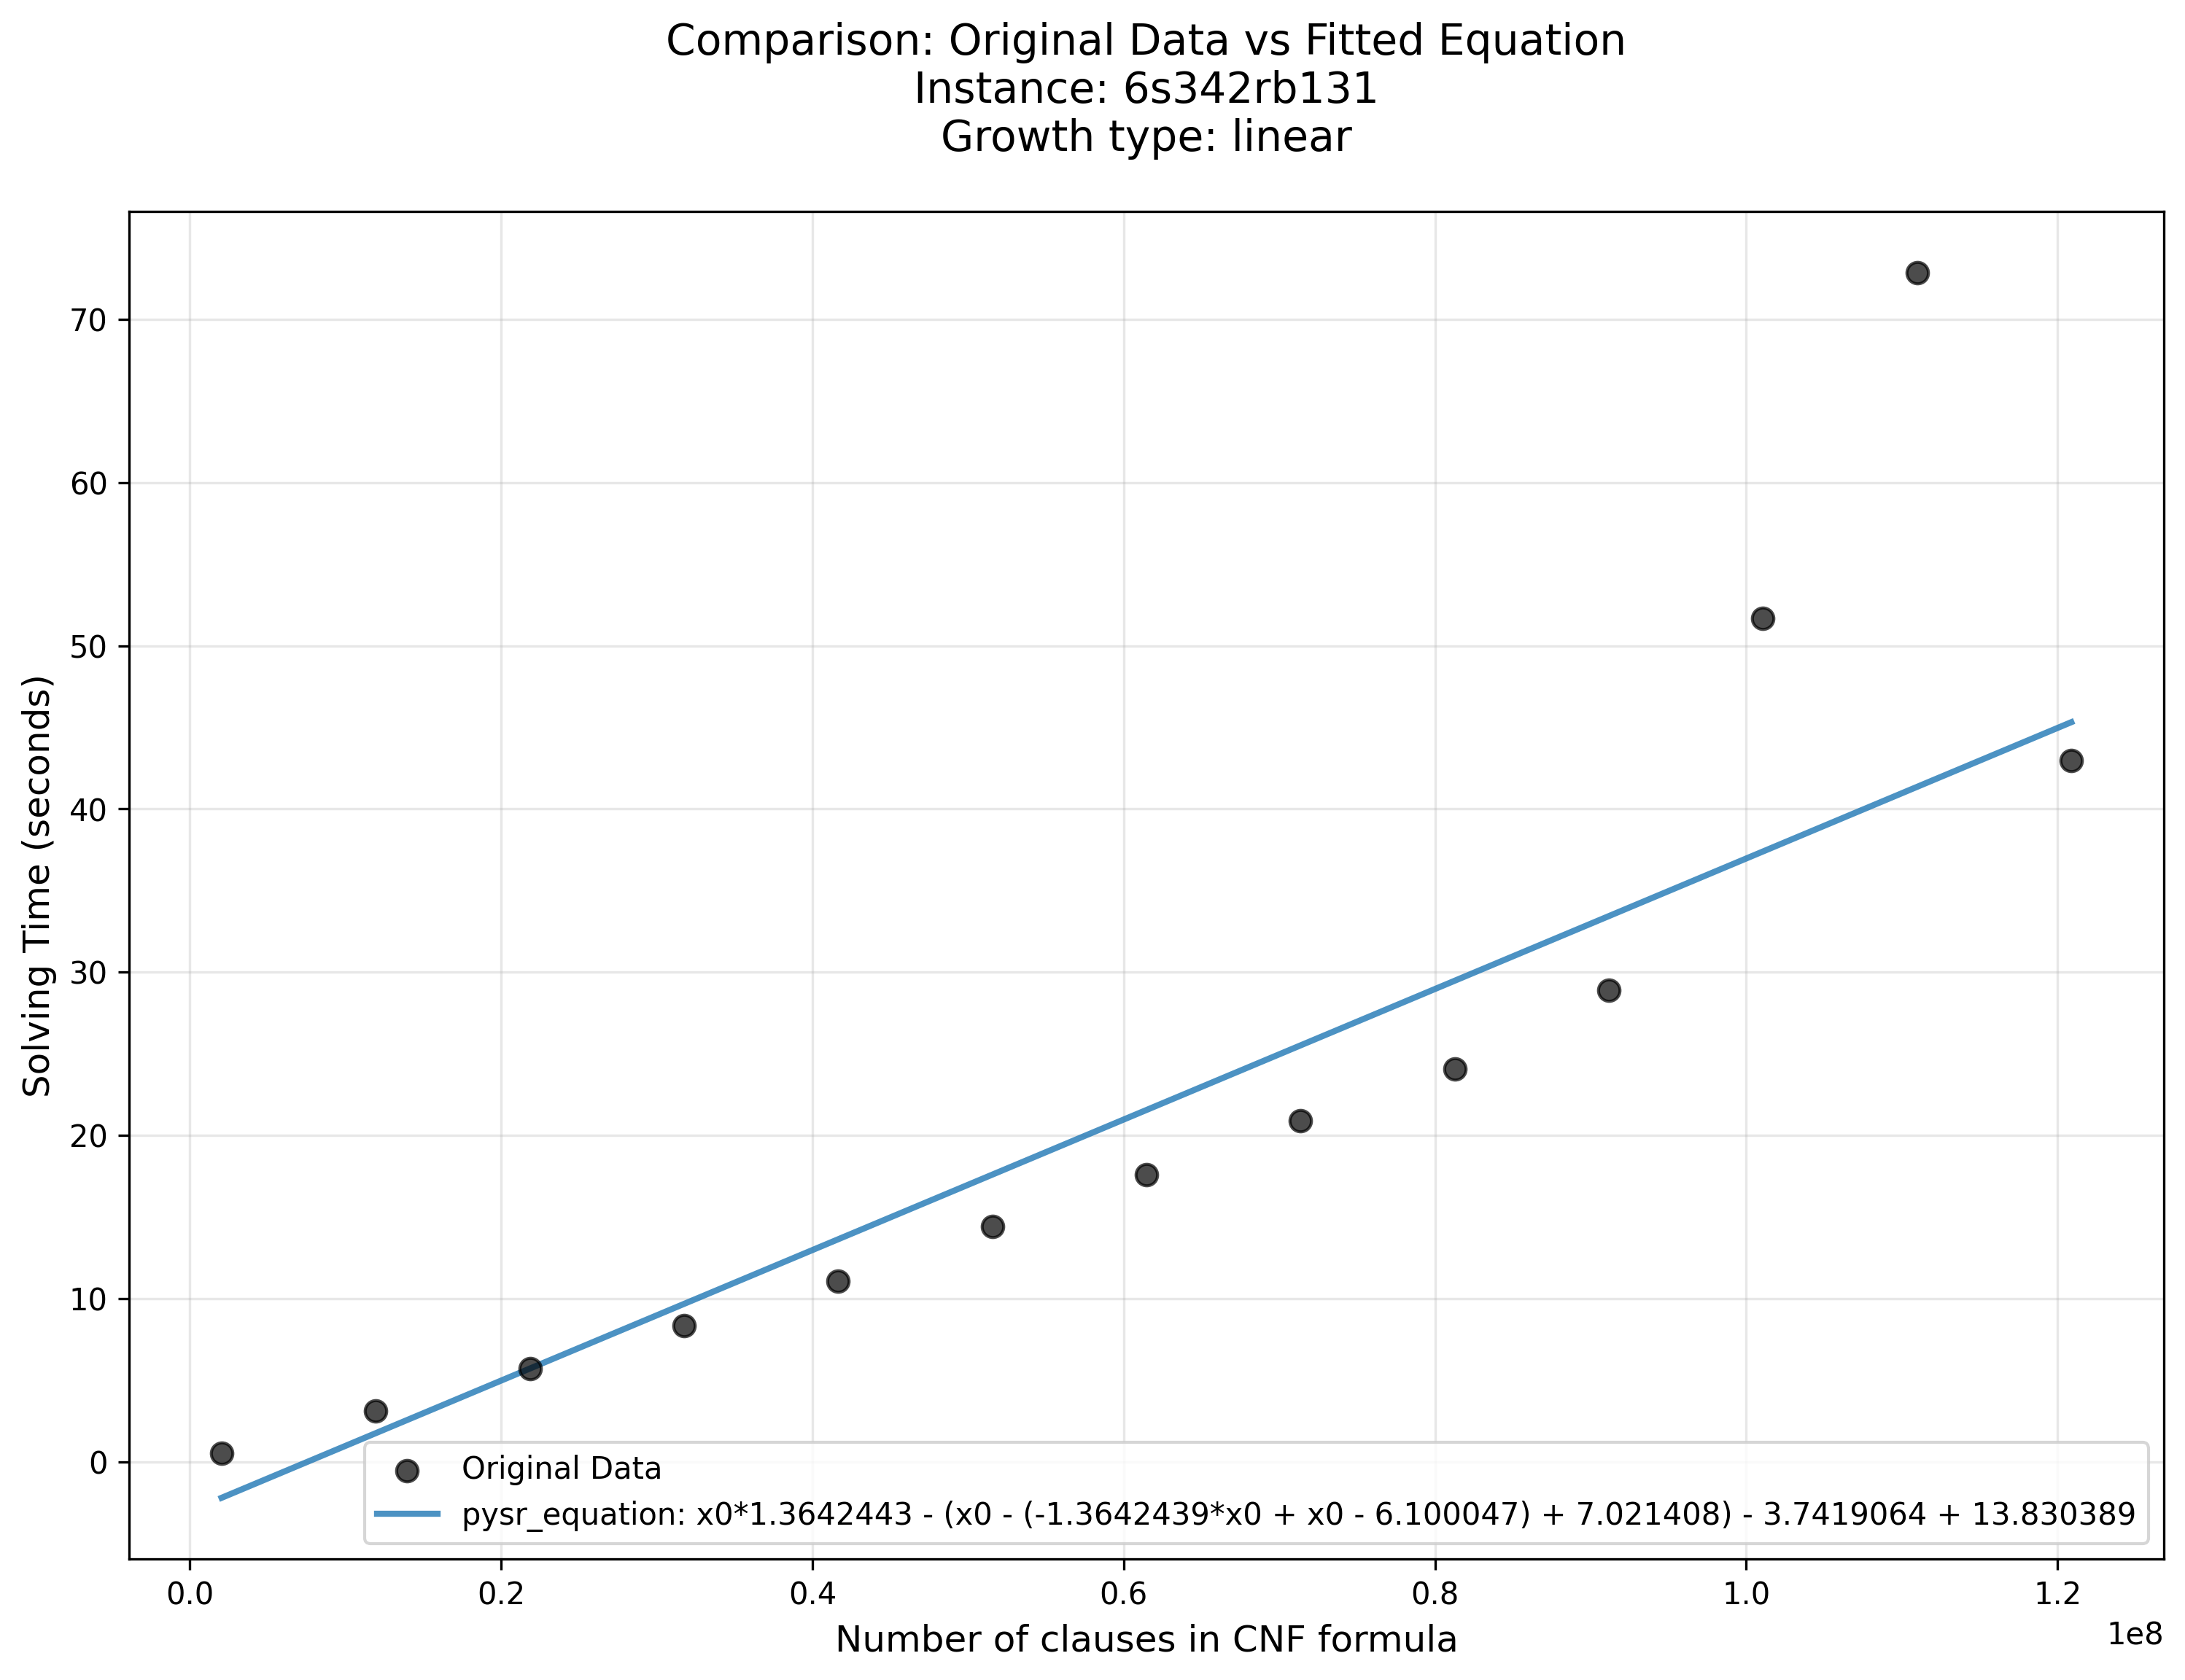 Comparison: Original Data vs Fitted Equation
Instance: 6s342rb131
Growth type: linear
Solving Time (seconds)
70
60
50
40
30
20
10
0
Original Data
pysr_equation: x0*1.3642443 - (x0 - (-1.3642439*x0 + x0 - 6.100047) + 7.021408) - 3.7419064 + 13.830389
0.0 0.2 0.4 0.6 0.8 1.0 1.2
1e8
Number of clauses in CNF formula